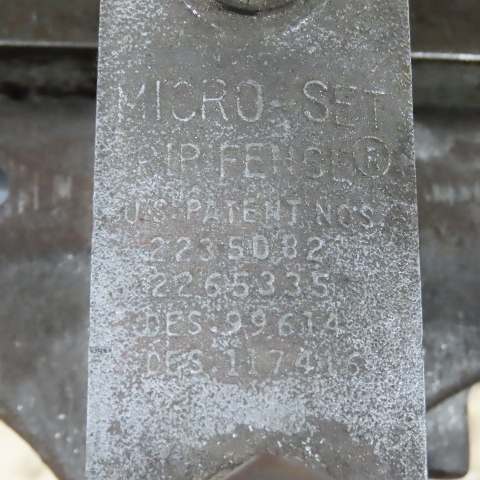 MICRO-SET
RIP FENCE ®
U.S. PATENT NOS.
2235082
2265335
DES. 99614
DES. 117416